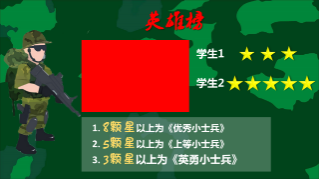 英雄榜
学生1
学生2
1. 8颗星以上为《优秀小士兵》
2. 5颗星以上为《上等小士兵》
3. 3颗星以上为《英勇小士兵》